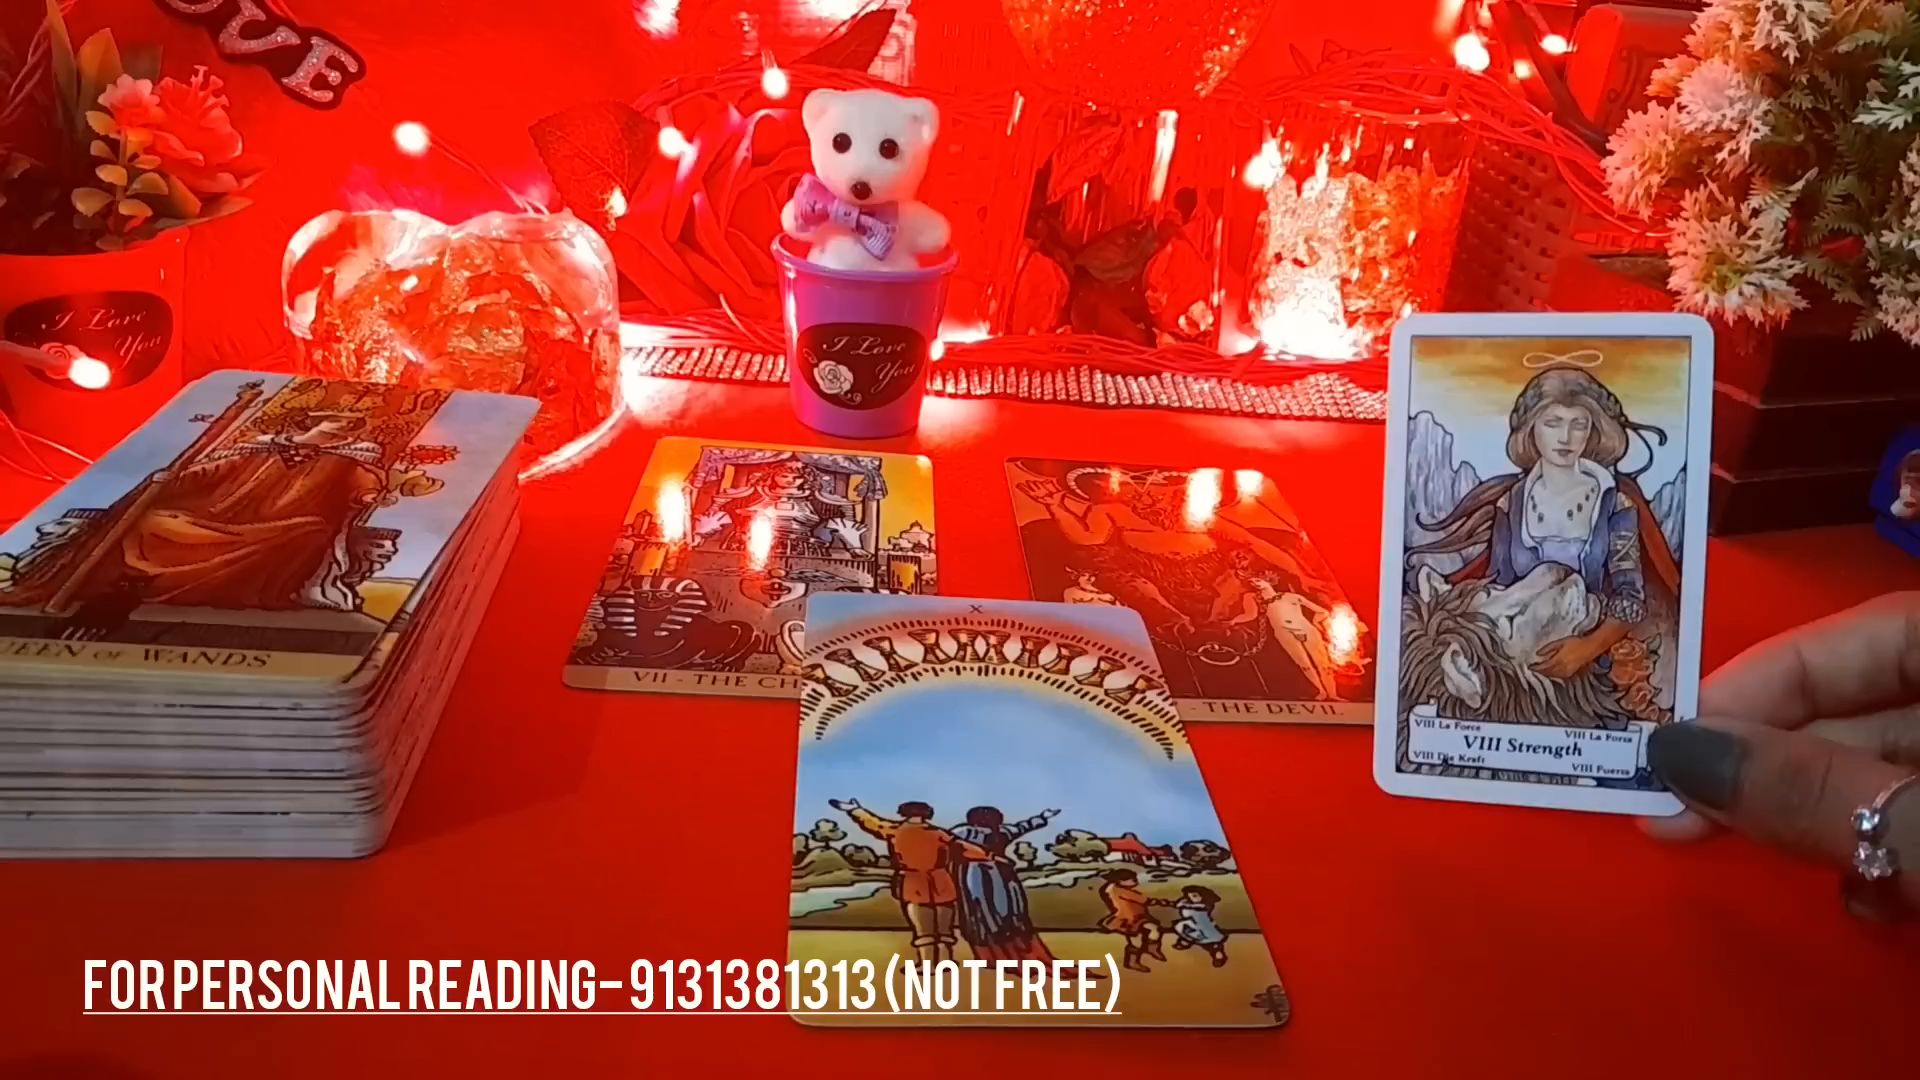 OVE
I Love
You
I Love
You
X
QUEEN OF WANDS
VII - THE CH
- THE DEVIL
VIII La Force
VIII La Forza
VIII Strength
VIII Die Kraft
VIII Fuerza
FOR PERSONAL READING- 9131381313 (NOT FREE)